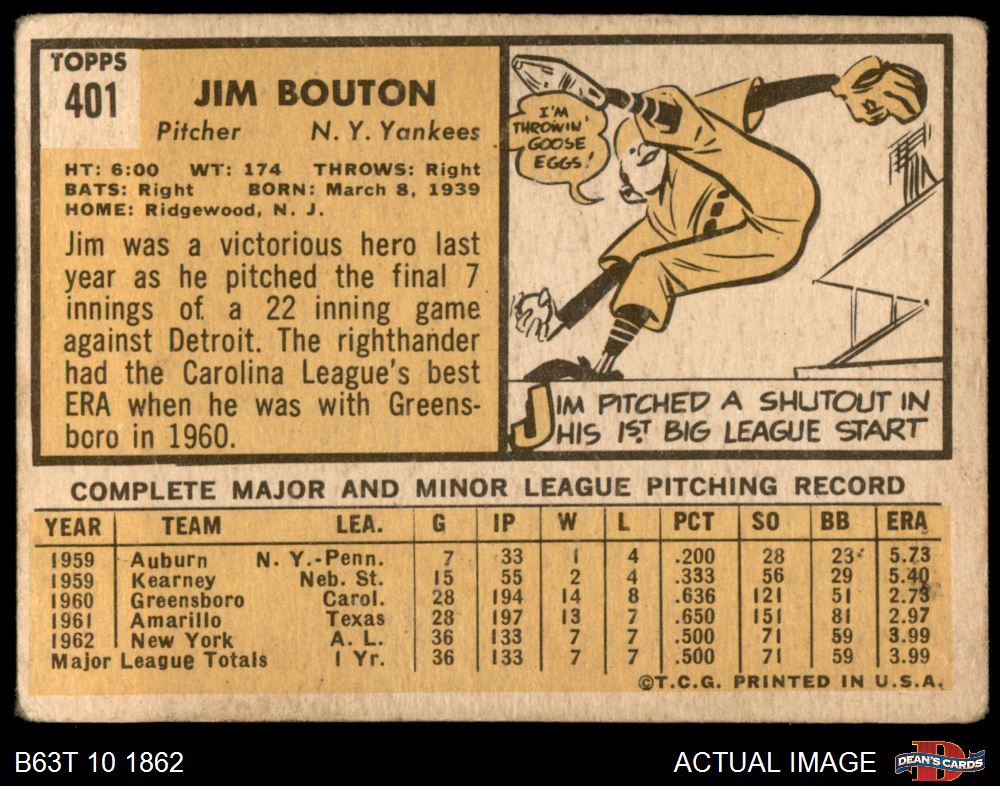 TOPPS
401
JIM BOUTON
Pitcher N. Y. Yankees
HT: 6:00 WT: 174 THROWS: Right
BATS: Right BORN: March 8, 1939
HOME: Ridgewood, N. J.
Jim was a victorious hero last
year as he pitched the final 7
innings of a 22 inning game
against Detroit. The righthander
had the Carolina League's best
ERA when he was with Greens-
boro in 1960.
I'M
THROWIN'
GOOSE
EGGS!
JIM PITCHED A SHUTOUT IN
HIS 1ST BIG LEAGUE START
COMPLETE MAJOR AND MINOR LEAGUE PITCHING RECORD
YEAR TEAM LEA. G IP W L PCT SO BB ERA
1959 Auburn N. Y.-Penn. 7 33 1 4 .200 28 23 5.73
1959 Kearney Neb. St. 15 55 2 4 .333 56 29 5.40
1960 Greensboro Carol. 28 194 14 8 .636 121 51 2.73
1961 Amarillo Texas 28 197 13 7 .650 151 81 2.97
1962 New York A. L. 36 133 7 7 .500 71 59 3.99
Major League Totals 1 Yr. 36 133 7 7 .500 71 59 3.99
©T.C.G. PRINTED IN U.S.A.
B63T 10 1862
ACTUAL IMAGE
DEAN'S CARDS